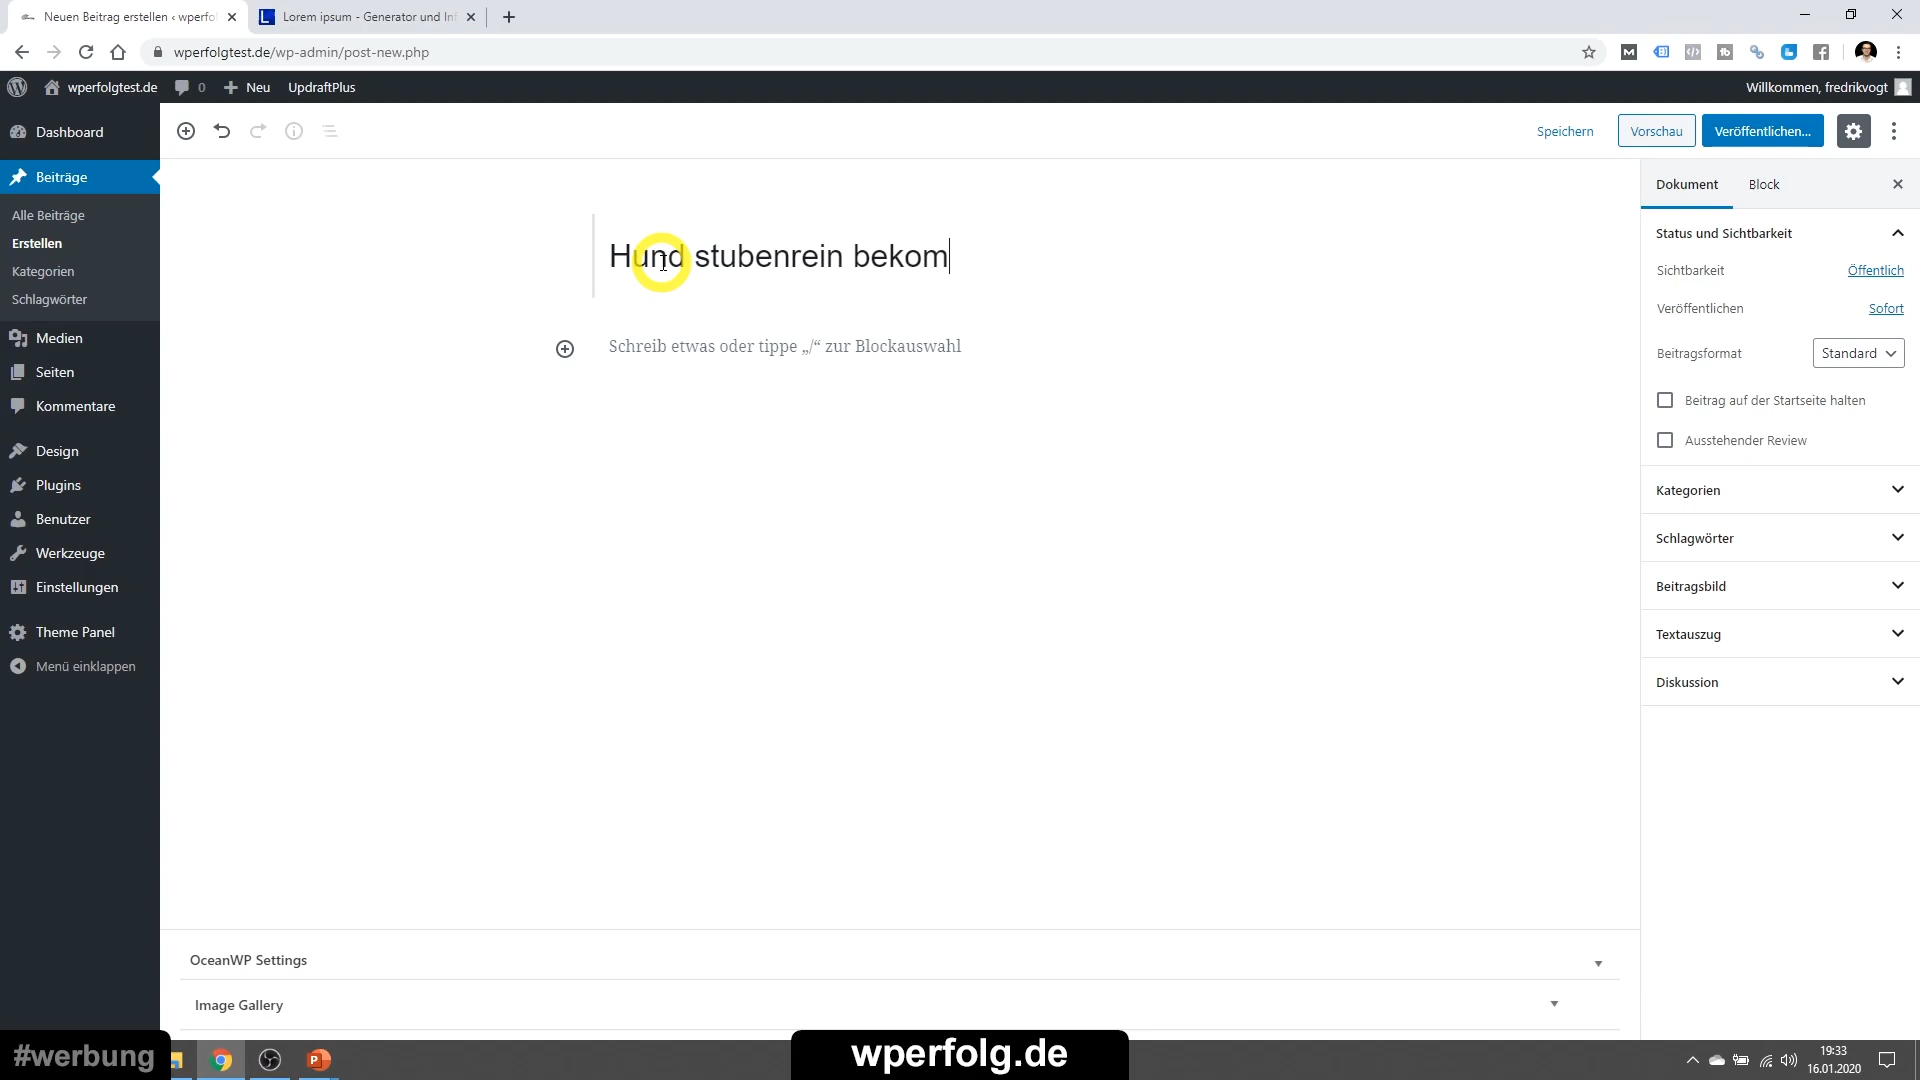 Neuen Beitrag erstellen ‹ wperfo
Lorem ipsum - Generator und Inf
wperfolgtest.de/wp-admin/post-new.php
wperfolgtest.de
0
Neu
UpdraftPlus
Willkommen, fredrikvogt
Dashboard
Beiträge
Alle Beiträge
Erstellen
Kategorien
Schlagwörter
Medien
Seiten
Kommentare
Design
Plugins
Benutzer
Werkzeuge
Einstellungen
Theme Panel
Menü einklappen
Speichern
Vorschau
Veröffentlichen...
Hund stubenrein bekom
Schreib etwas oder tippe „/“ zur Blockauswahl
Dokument
Block
Status und Sichtbarkeit
Sichtbarkeit
Öffentlich
Veröffentlichen
Sofort
Beitragsformat
Standard
Beitrag auf der Startseite halten
Ausstehender Review
Kategorien
Schlagwörter
Beitragsbild
Textauszug
Diskussion
OceanWP Settings
Image Gallery
#werbung
wperfolg.de
19:33
16.01.2020